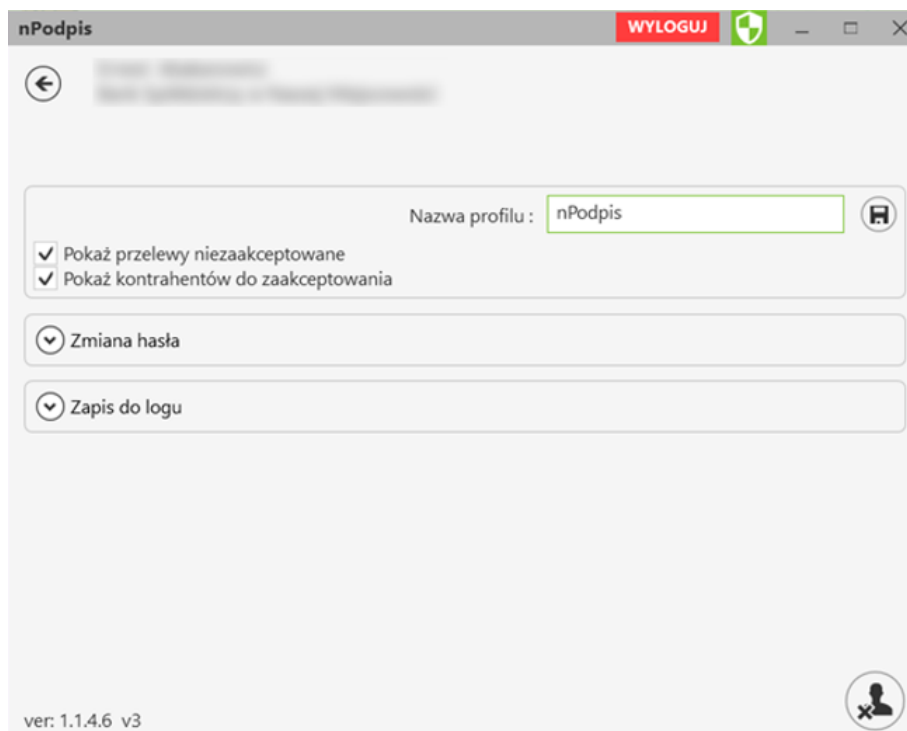 nPodpis WYLOGUJ
Nazwa profilu : nPodpis
Pokaż przelewy niezaakceptowane
Pokaż kontrahentów do zaakceptowania
Zmiana hasła
Zapis do logu
ver: 1.1.4.6 v3